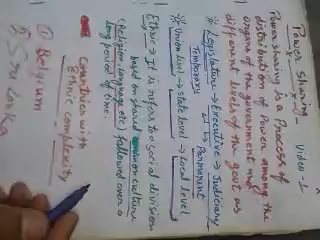 Power Sharing - Video-1
Power sharing is a Process of
distribution of Power among the
organs of the government and
different levels of the govt as
Legislature → Executive → Judiciary
Temporary Parmanent
Union level → State level → Local level
Ethnic → It is refers to a social division
based on shared common culture
(religion, language etc) followed over a
long period of time.
Countries with
Ethnic complexity
① Belgium
② Sri Lanka